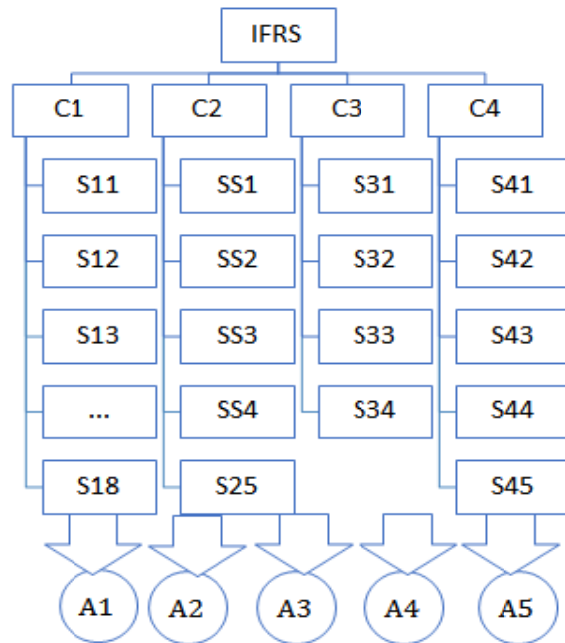 IFRS
C1 C2 C3 C4
S11 SS1 S31 S41
S12 SS2 S32 S42
S13 SS3 S33 S43
... SS4 S34 S44
S18 S25 S45
A1 A2 A3 A4 A5